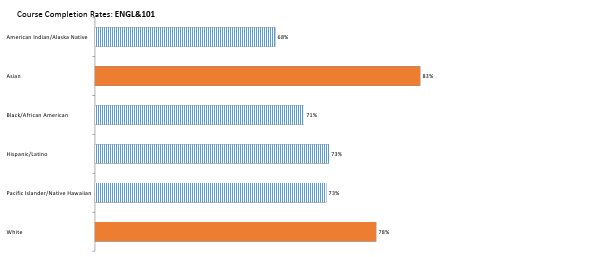 Course Completion Rates: ENGL&101
American Indian/Alaska Native
68%
Asian
83%
Black/African American
71%
Hispanic/Latino
73%
Pacific Islander/Native Hawaiian
73%
White
78%